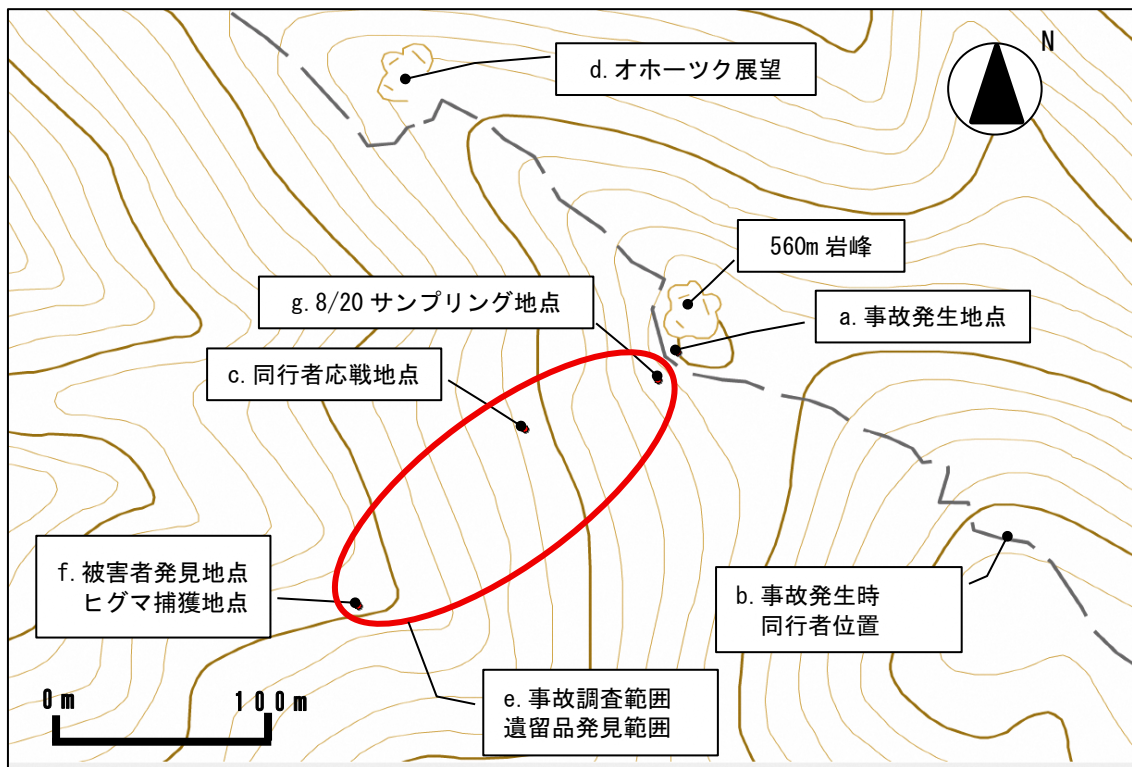 N
d. オホーツク展望
560m 岩峰
g. 8/20 サンプリング地点
a. 事故発生地点
c. 同行者応戦地点
f. 被害者発見地点
ヒグマ捕獲地点
b. 事故発生時
同行者位置
e. 事故調査範囲
遺留品発見範囲
0m 100m